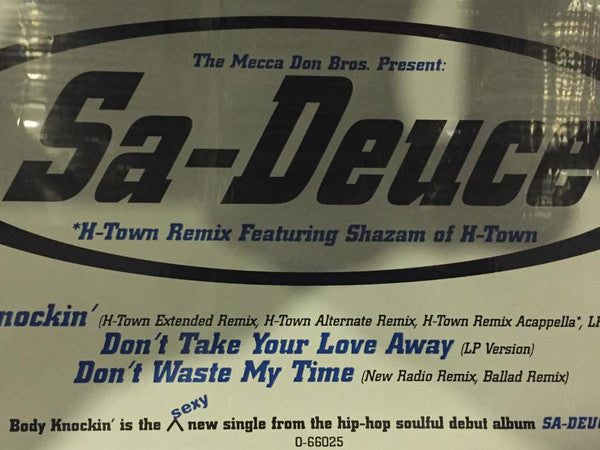 The Mecca Don Bros. Present:
Sa-Deuce
*H-Town Remix Featuring Shazam of H-Town
nockin' (H-Town Extended Remix, H-Town Alternate Remix, H-Town Remix Acappella*, L
Don't Take Your Love Away (LP Version)
Don't Waste My Time (New Radio Remix, Ballad Remix)
Body Knockin' is the sexy new single from the hip-hop soulful debut album SA-DEU
0-66025